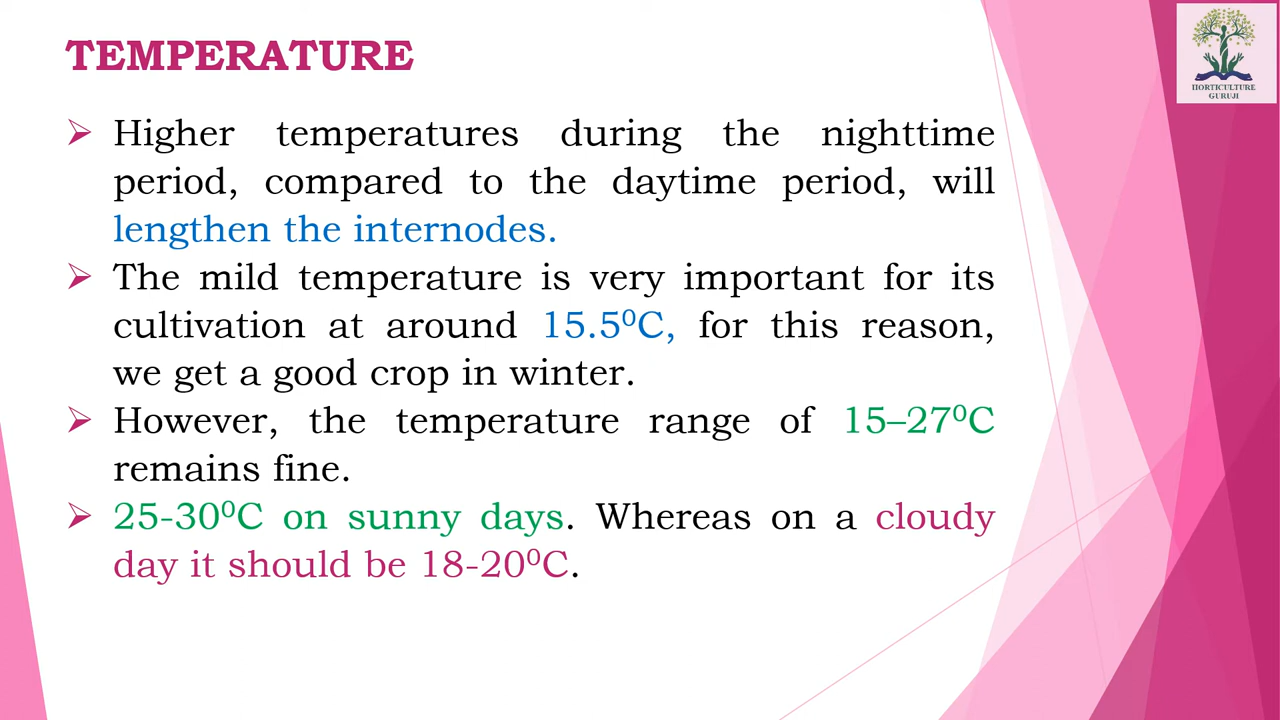 TEMPERATURE
HORTICULTURE
GURUJI
➢ Higher temperatures during the nighttime
period, compared to the daytime period, will
lengthen the internodes.
➢ The mild temperature is very important for its
cultivation at around 15.5⁰C, for this reason,
we get a good crop in winter.
➢ However, the temperature range of 15–27⁰C
remains fine.
➢ 25-30⁰C on sunny days. Whereas on a cloudy
day it should be 18-20⁰C.